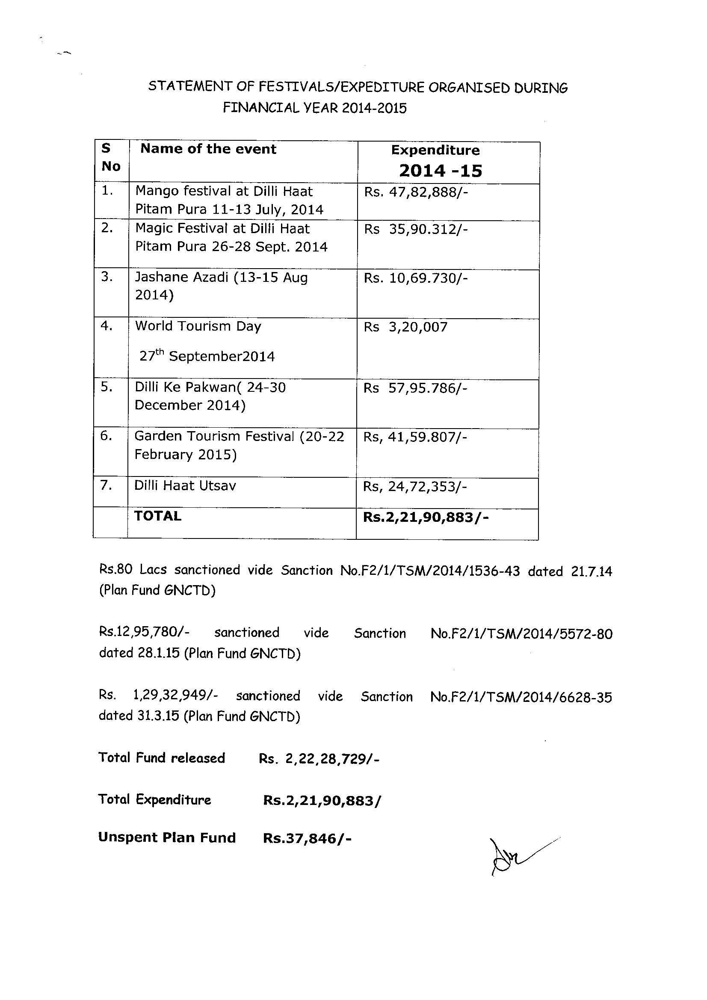 STATEMENT OF FESTIVALS/EXPEDITURE ORGANISED DURING
FINANCIAL YEAR 2014-2015
S No Name of the event Expenditure 2014 -15
1. Mango festival at Dilli Haat Rs. 47,82,888/-
Pitam Pura 11-13 July, 2014
2. Magic Festival at Dilli Haat Rs 35,90.312/-
Pitam Pura 26-28 Sept. 2014
3. Jashane Azadi (13-15 Aug Rs. 10,69.730/-
2014)
4. World Tourism Day Rs 3,20,007
27th September2014
5. Dilli Ke Pakwan( 24-30 Rs 57,95.786/-
December 2014)
6. Garden Tourism Festival (20-22 Rs, 41,59.807/-
February 2015)
7. Dilli Haat Utsav Rs, 24,72,353/-
TOTAL Rs.2,21,90,883/-
Rs.80 Lacs sanctioned vide Sanction No.F2/1/TSM/2014/1536-43 dated 21.7.14
(Plan Fund GNCTD)
Rs.12,95,780/- sanctioned vide Sanction No.F2/1/TSM/2014/5572-80
dated 28.1.15 (Plan Fund GNCTD)
Rs. 1,29,32,949/- sanctioned vide Sanction No.F2/1/TSM/2014/6628-35
dated 31.3.15 (Plan Fund GNCTD)
Total Fund released Rs. 2,22,28,729/-
Total Expenditure Rs.2,21,90,883/
Unspent Plan Fund Rs.37,846/-